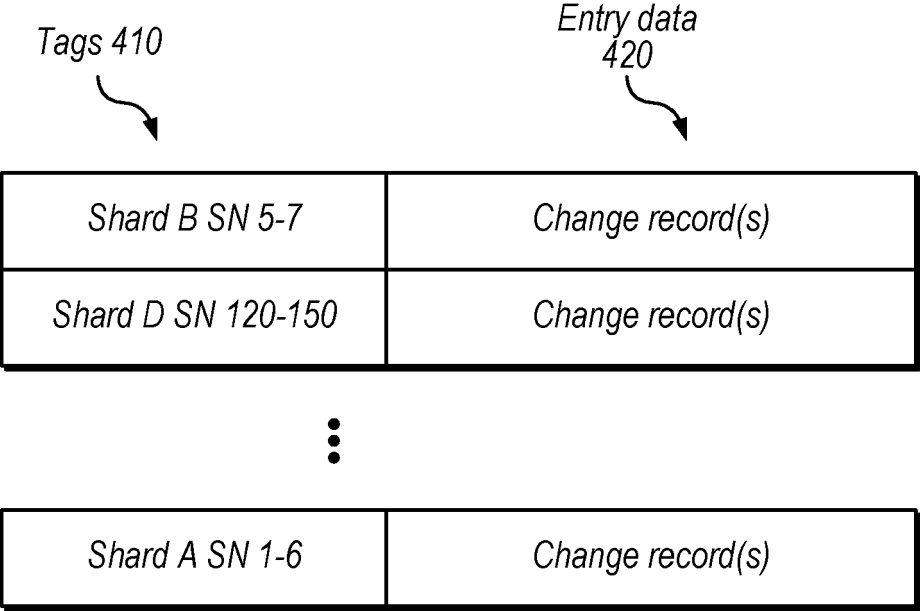 Tags 410
Entry data
420
Shard B SN 5-7
Change record(s)
Shard D SN 120-150
Change record(s)
Shard A SN 1-6
Change record(s)